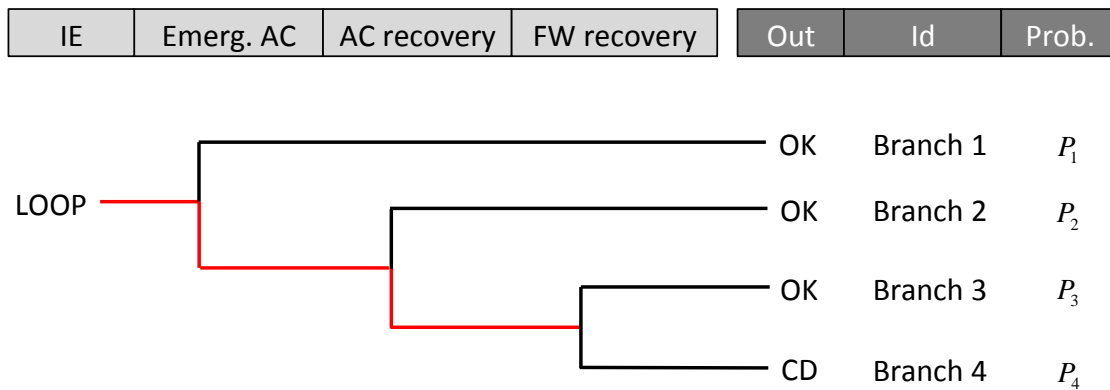 IE Emerg. AC AC recovery FW recovery Out Id Prob.
OK Branch 1 P₁
LOOP
OK Branch 2 P₂
OK Branch 3 P₃
CD Branch 4 P₄